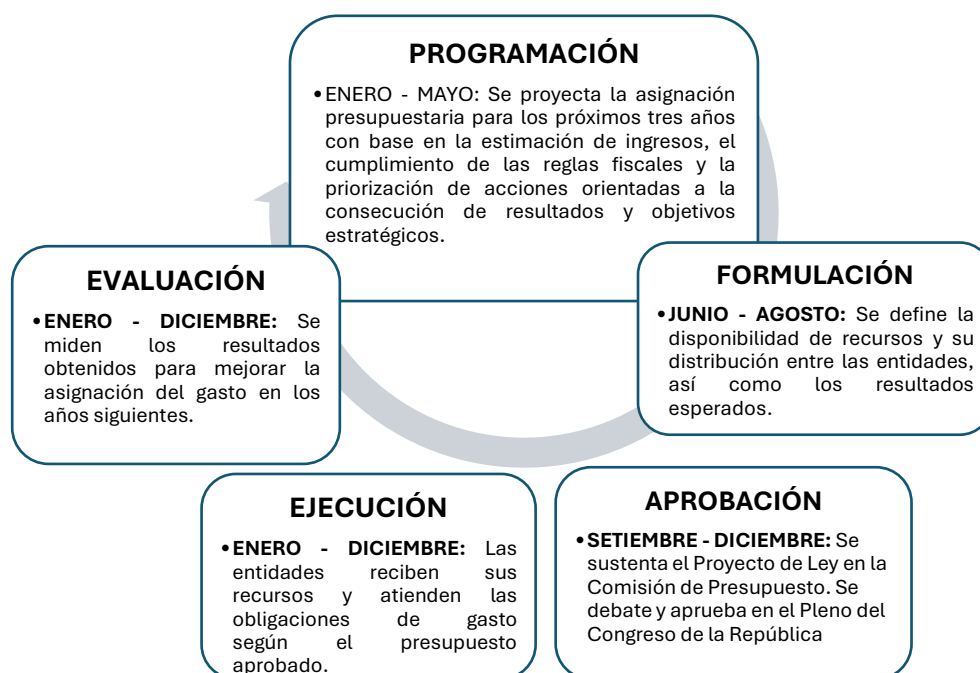 PROGRAMACIÓN
•ENERO - MAYO: Se proyecta la asignación
presupuestaria para los próximos tres años
con base en la estimación de ingresos, el
cumplimiento de las reglas fiscales y la
priorización de acciones orientadas a la
consecución de resultados y objetivos
estratégicos.
FORMULACIÓN
•JUNIO - AGOSTO: Se define la
disponibilidad de recursos y su
distribución entre las entidades,
así como los resultados
esperados.
APROBACIÓN
•SETIEMBRE - DICIEMBRE: Se
sustenta el Proyecto de Ley en la
Comisión de Presupuesto. Se
debate y aprueba en el Pleno del
Congreso de la República
EJECUCIÓN
•ENERO - DICIEMBRE: Las
entidades reciben sus
recursos y atienden las
obligaciones de gasto
según el presupuesto
aprobado.
EVALUACIÓN
•ENERO - DICIEMBRE: Se
miden los resultados
obtenidos para mejorar la
asignación del gasto en los
años siguientes.